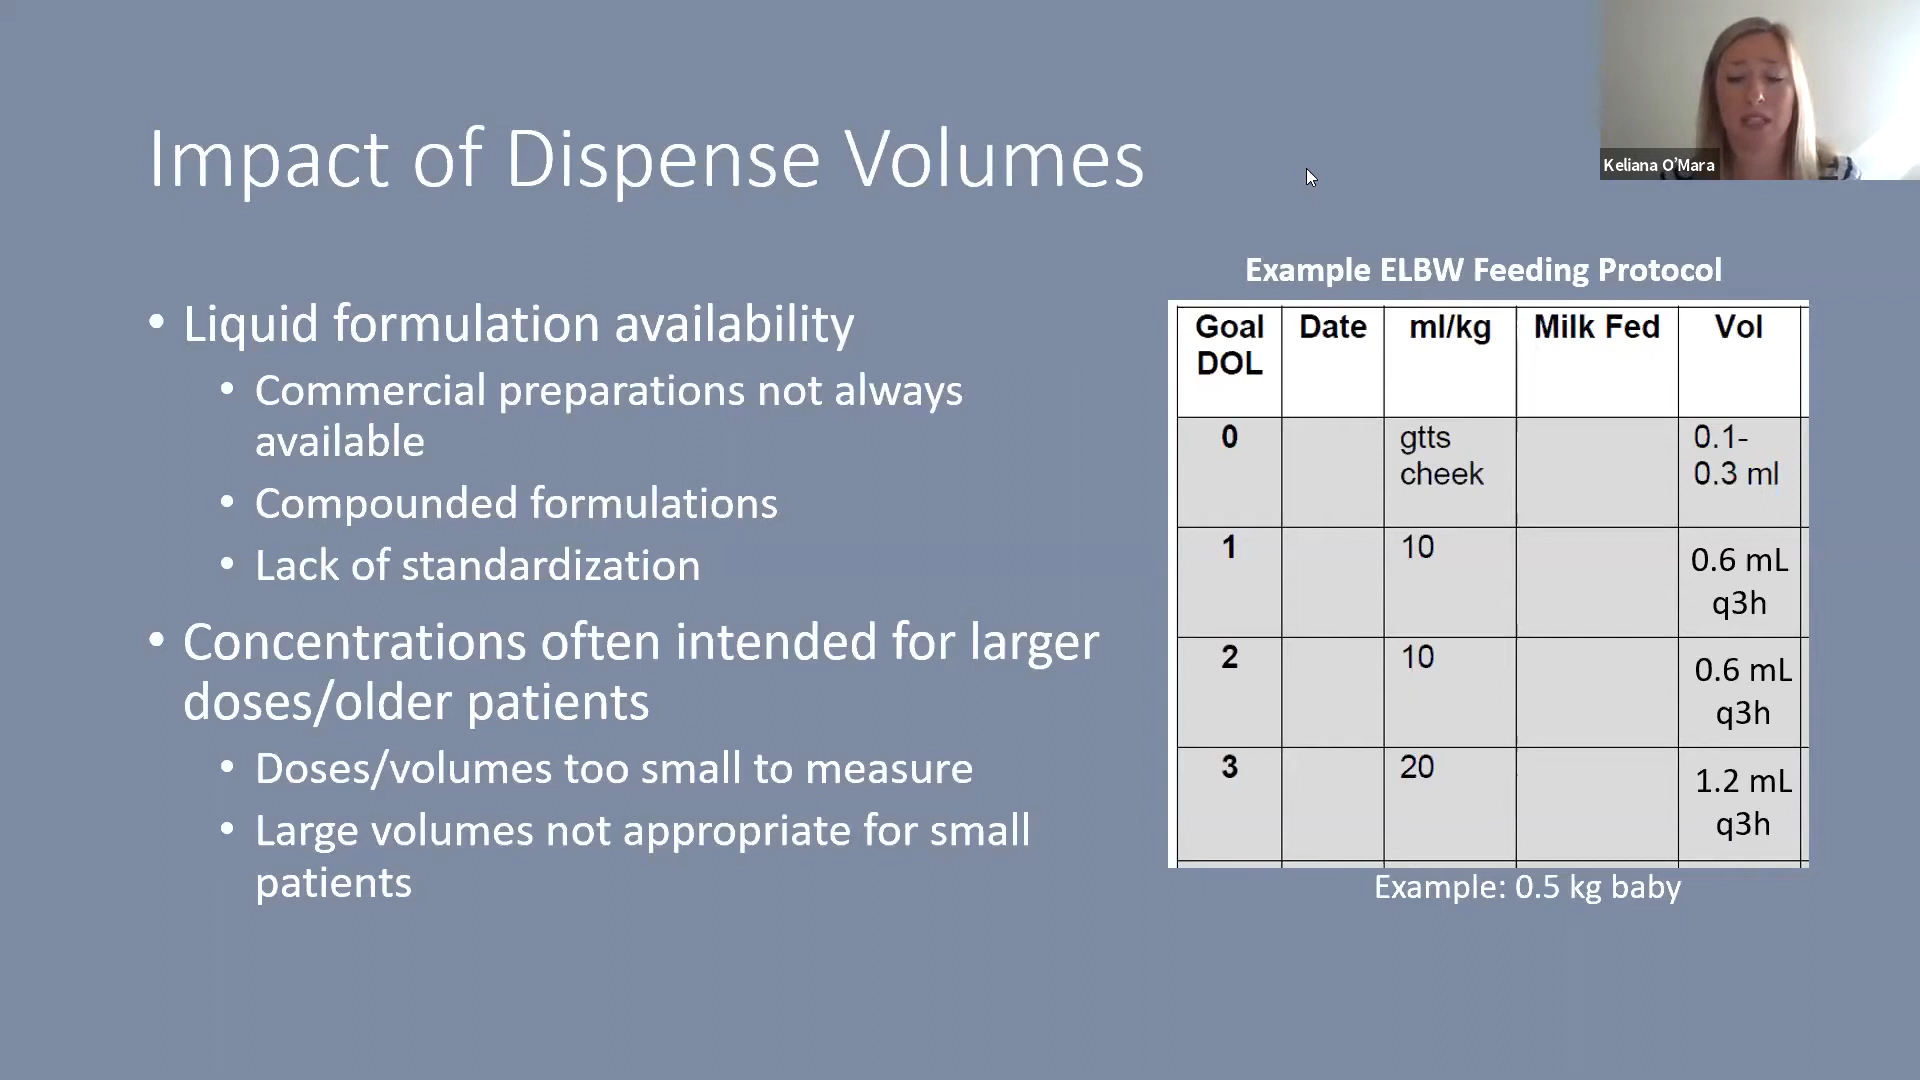 Impact of Dispense Volumes
Keliana O'Mara
• Liquid formulation availability
• Commercial preparations not always
available
• Compounded formulations
• Lack of standardization
• Concentrations often intended for larger
doses/older patients
• Doses/volumes too small to measure
• Large volumes not appropriate for small
patients
Example ELBW Feeding Protocol
Goal DOL Date ml/kg Milk Fed Vol
0 gtts cheek 0.1-0.3 ml
1 10 0.6 mL q3h
2 10 0.6 mL q3h
3 20 1.2 mL q3h
Example: 0.5 kg baby